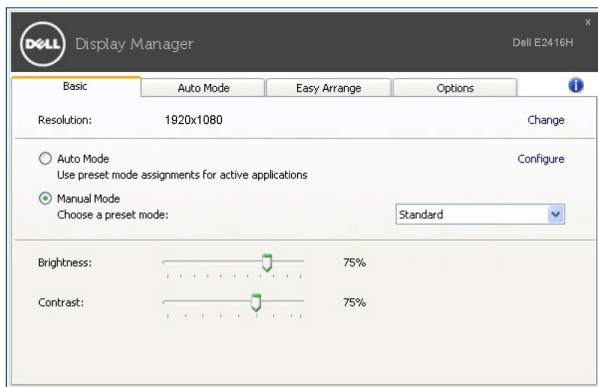 DELL Display Manager
x
Dell E2416H
Basic Auto Mode Easy Arrange Options i
Resolution: 1920x1080 Change
Auto Mode Configure
Use preset mode assignments for active applications
Manual Mode
Choose a preset mode: Standard
Brightness: 75%
Contrast: 75%